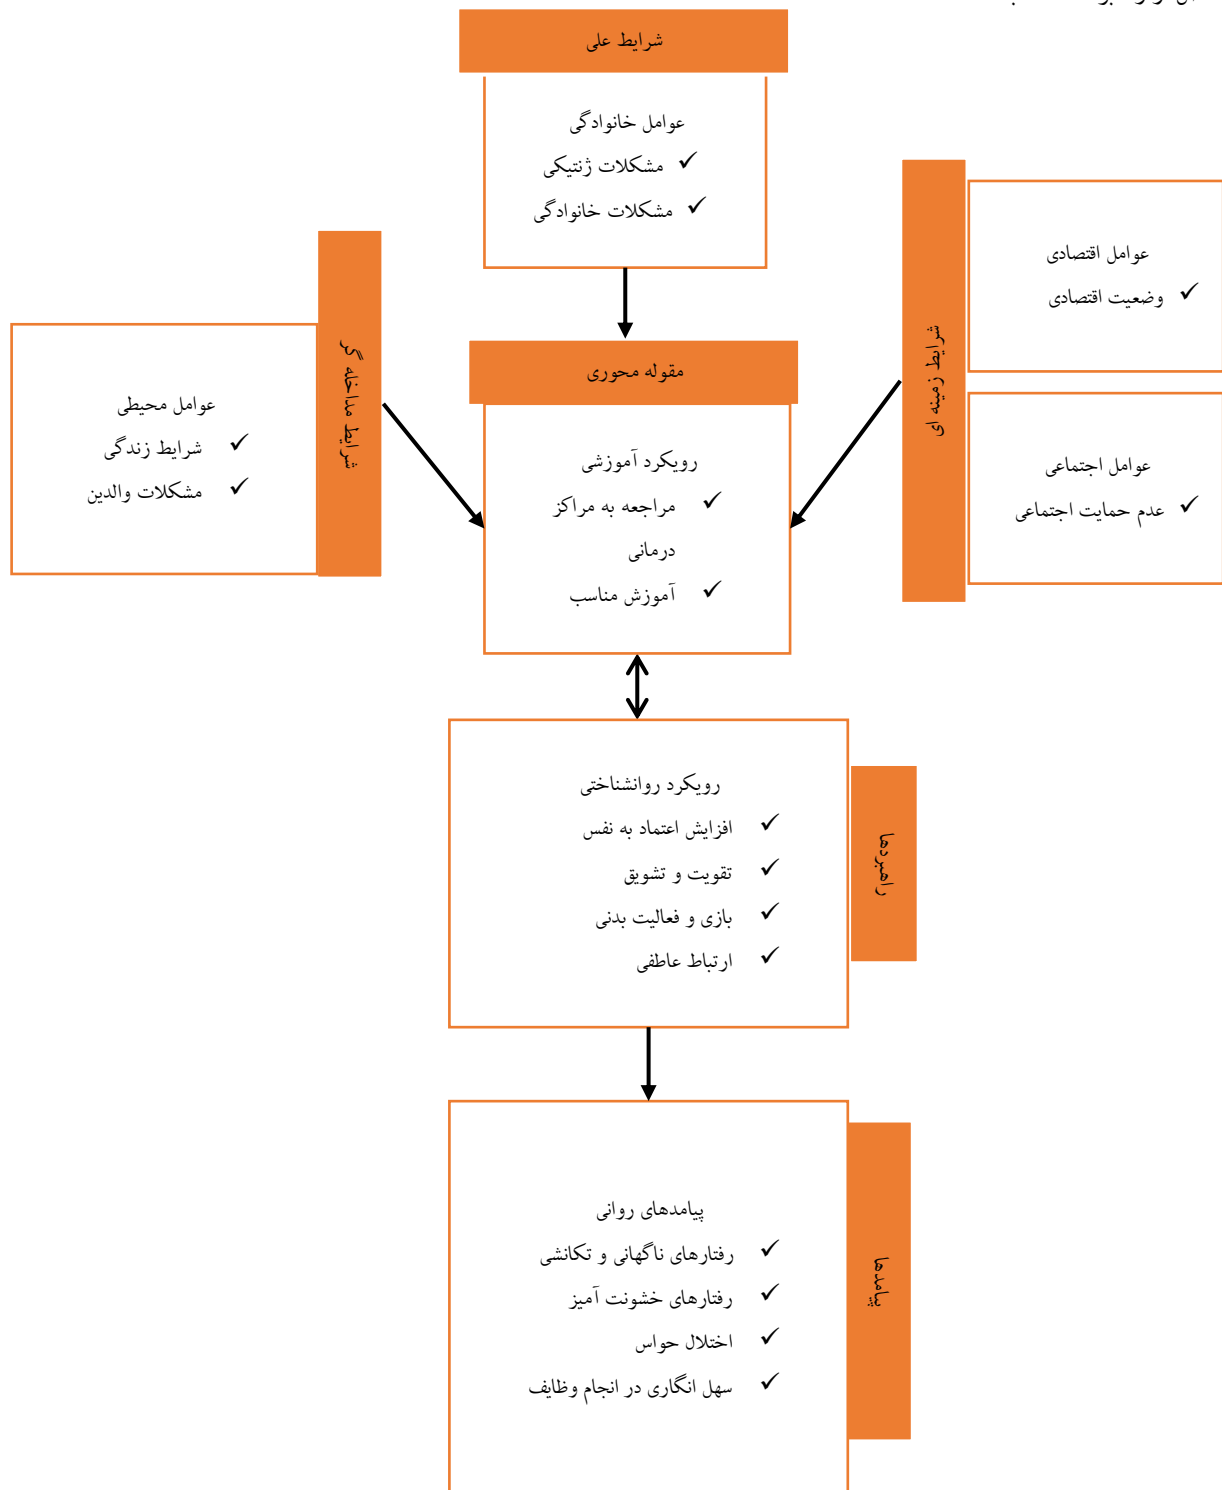 شرایط علی
عوامل خانوادگی
✓ مشکلات ژنتیکی
✓ مشکلات خانوادگی
شرایط زمینه ای
عوامل اقتصادی
✓ وضعیت اقتصادی
عوامل اجتماعی
✓ عدم حمایت اجتماعی
شرایط مداخله گر
عوامل محیطی
✓ شرایط زندگی
✓ مشکلات والدین
مقوله محوری
رویکرد آموزشی
✓ مراجعه به مراکز
درمانی
✓ آموزش مناسب
راهبردها
رویکرد روانشناختی
✓ افزایش اعتماد به نفس
✓ تقویت و تشویق
✓ بازی و فعالیت بدنی
✓ ارتباط عاطفی
پیامدها
پیامدهای روانی
✓ رفتارهای ناگهانی و تکانشی
✓ رفتارهای خشونت آمیز
✓ اختلال حواس
✓ سهل انگاری در انجام وظایف